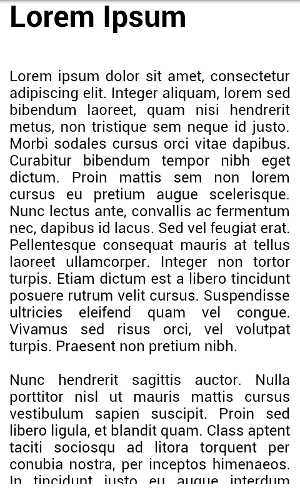 Lorem Ipsum
Lorem ipsum dolor sit amet, consectetur
adipiscing elit. Integer aliquam, lorem sed
bibendum laoreet, quam nisi hendrerit
metus, non tristique sem neque id justo.
Morbi sodales cursus orci vitae dapibus.
Curabitur bibendum tempor nibh eget
dictum. Proin mattis sem non lorem
cursus eu pretium augue scelerisque.
Nunc lectus ante, convallis ac fermentum
nec, dapibus id lacus. Sed vel feugiat erat.
Pellentesque consequat mauris at tellus
laoreet ullamcorper. Integer non tortor
turpis. Etiam dictum est a libero tincidunt
posuere rutrum velit cursus. Suspendisse
ultricies eleifend quam vel congue.
Vivamus sed risus orci, vel volutpat
turpis. Praesent non pretium nibh.
Nunc hendrerit sagittis auctor. Nulla
porttitor nisl ut mauris mattis cursus
vestibulum sapien suscipit. Proin sed
libero ligula, et blandit quam. Class aptent
taciti sociosqu ad litora torquent per
conubia nostra, per inceptos himenaeos.
In tincidunt justo eu augue interdum